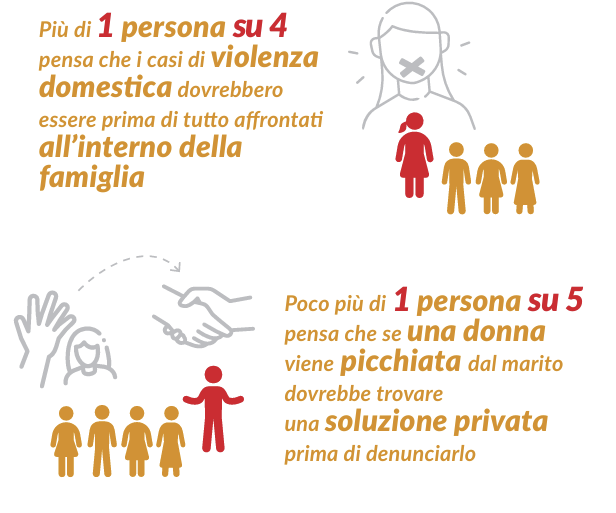 Più di 1 persona su 4
pensa che i casi di violenza
domestica dovrebbero
essere prima di tutto affrontati
all'interno della
famiglia
Poco più di 1 persona su 5
pensa che se una donna
viene picchiata dal marito
dovrebbe trovare
una soluzione privata
prima di denunciarlo